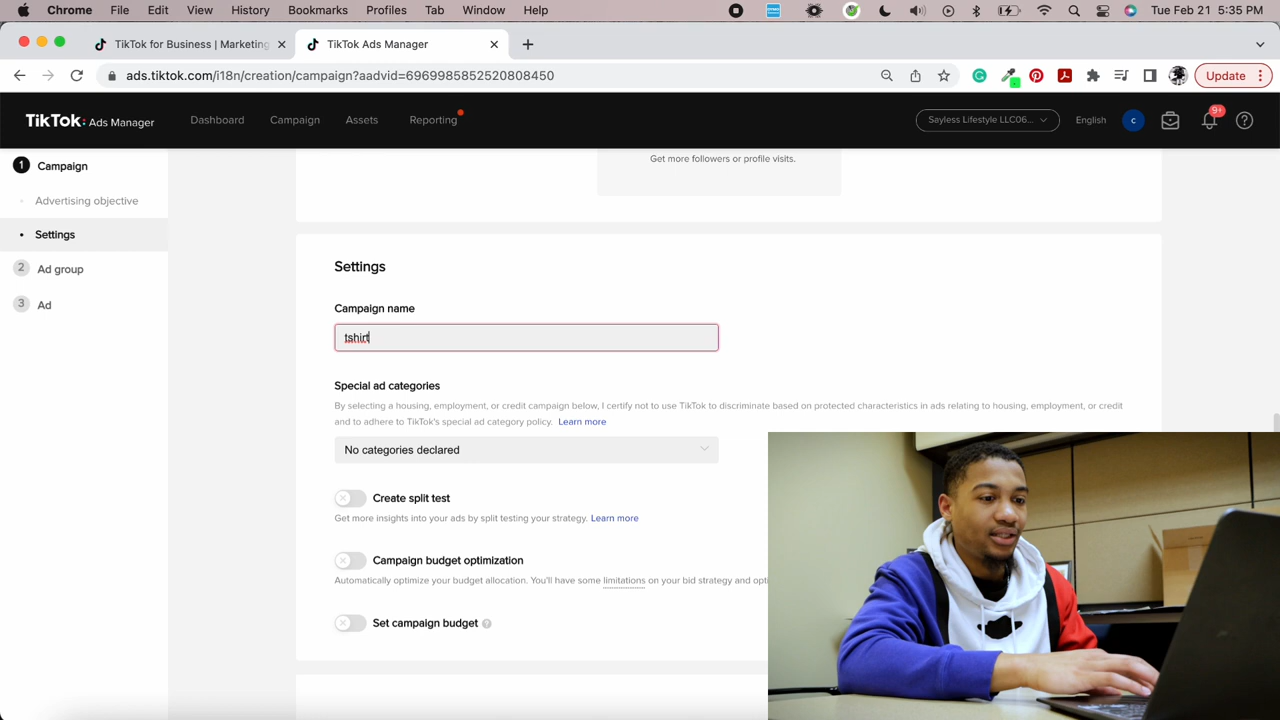 Chrome File Edit View History Bookmarks Profiles Tab Window Help Tue Feb 21 5:35 PM
TikTok for Business | Marketing
TikTok Ads Manager
ads.tiktok.com/i18n/creation/campaign?aadvid=6969985852520808450
Update
TikTok: Ads Manager
Dashboard
Campaign
Assets
Reporting
Sayless Lifestyle LLC06...
English
c
9+
1 Campaign
Advertising objective
Settings
2 Ad group
3 Ad
Get more followers or profile visits.
Settings
Campaign name
tshirt
Special ad categories
By selecting a housing, employment, or credit campaign below, I certify not to use TikTok to discriminate based on protected characteristics in ads relating to housing, employment, or credit
and to adhere to TikTok's special ad category policy. Learn more
No categories declared
Create split test
Get more insights into your ads by split testing your strategy. Learn more
Campaign budget optimization
Automatically optimize your budget allocation. You'll have some limitations on your bid strategy and opti
Set campaign budget ?